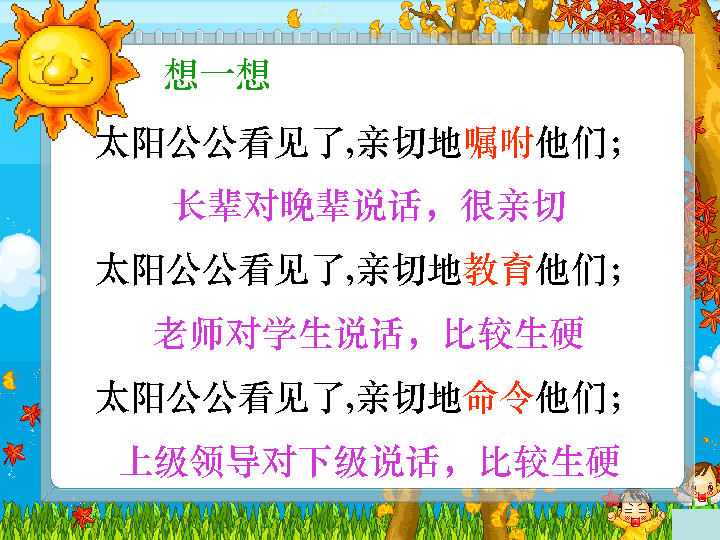 想一想
太阳公公看见了,亲切地嘱咐他们；
长辈对晚辈说话，很亲切
太阳公公看见了,亲切地教育他们；
老师对学生说话，比较生硬
太阳公公看见了,亲切地命令他们；
上级领导对下级说话，比较生硬